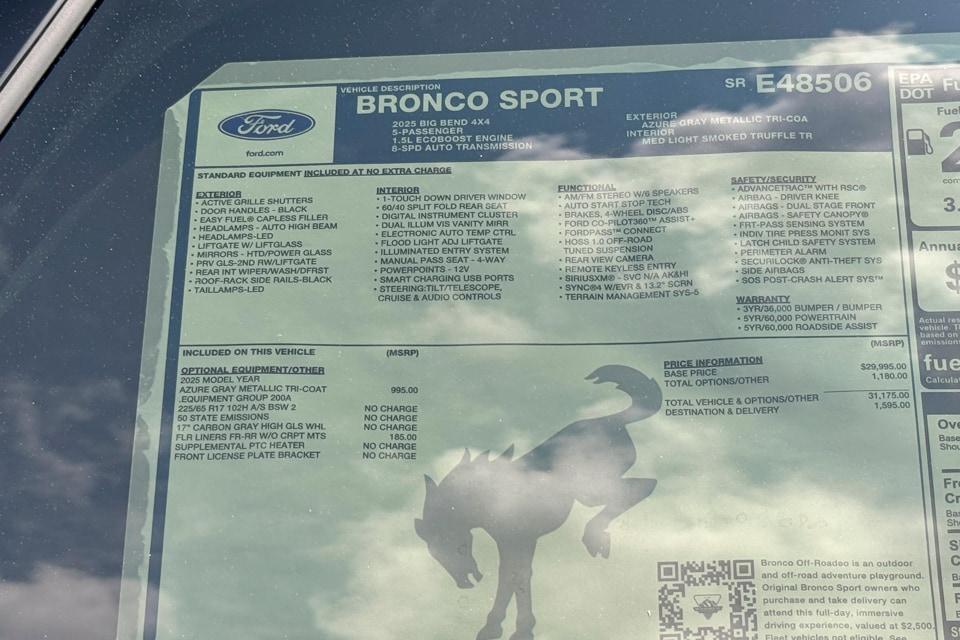 Ford
ford.com
VEHICLE DESCRIPTION
BRONCO SPORT
SR E48506
2025 BIG BEND 4X4
5-PASSENGER
1.5L ECOBOOST ENGINE
8-SPD AUTO TRANSMISSION
EXTERIOR
AZURE GRAY METALLIC TRI-COA
INTERIOR
MED LIGHT SMOKED TRUFFLE TR
STANDARD EQUIPMENT INCLUDED AT NO EXTRA CHARGE
EXTERIOR
• ACTIVE GRILLE SHUTTERS
• DOOR HANDLES - BLACK
• EASY FUEL® CAPLESS FILLER
• HEADLAMPS - AUTO HIGH BEAM
• HEADLAMPS-LED
• LIFTGATE W/ LIFTGLASS
• MIRRORS - HTD/POWER GLASS
• PRV GLS-2ND RW/LIFTGATE
• REAR INT WIPER/WASH/DFRST
• ROOF-RACK SIDE RAILS-BLACK
• TAILLAMPS-LED
INTERIOR
• 1-TOUCH DOWN DRIVER WINDOW
• 60/40 SPLIT FOLD REAR SEAT
• DIGITAL INSTRUMENT CLUSTER
• DUAL ILLUM VIS VANITY MIRR
• ELECTRONIC AUTO TEMP CTRL
• FLOOD LIGHT ADJ LIFTGATE
• ILLUMINATED ENTRY SYSTEM
• MANUAL PASS SEAT - 4-WAY
• POWERPOINTS - 12V
• SMART CHARGING USB PORTS
• STEERING:TILT/TELESCOPE,
CRUISE & AUDIO CONTROLS
FUNCTIONAL
• AM/FM STEREO W/6 SPEAKERS
• AUTO START STOP TECH
• BRAKES, 4-WHEEL DISC/ABS
• FORD CO-PILOT360™ ASSIST+
• FORDPASS™ CONNECT
• HOSS 1.0 OFF-ROAD
TUNED SUSPENSION
• REAR VIEW CAMERA
• REMOTE KEYLESS ENTRY
• SIRIUSXM® - SVC N/A AK&HI
• SYNC®4 W/EVR & 13.2" SCRN
• TERRAIN MANAGEMENT SYS-5
SAFETY/SECURITY
• ADVANCETRAC™ WITH RSC®
• AIRBAG - DRIVER KNEE
• AIRBAGS - DUAL STAGE FRONT
• AIRBAGS - SAFETY CANOPY®
• FRT-PASS SENSING SYSTEM
• INDIV TIRE PRESS MONIT SYS
• LATCH CHILD SAFETY SYSTEM
• PERIMETER ALARM
• SECURILOCK® ANTI-THEFT SYS
• SIDE AIRBAGS
• SOS POST-CRASH ALERT SYS™
WARRANTY
• 3YR/36,000 BUMPER / BUMPER
• 5YR/60,000 POWERTRAIN
• 5YR/60,000 ROADSIDE ASSIST
INCLUDED ON THIS VEHICLE (MSRP)
OPTIONAL EQUIPMENT/OTHER
2025 MODEL YEAR
AZURE GRAY METALLIC TRI-COAT 995.00
EQUIPMENT GROUP 200A
225/65 R17 102H A/S BSW 2 NO CHARGE
50 STATE EMISSIONS NO CHARGE
17" CARBON GRAY HIGH GLS WHL NO CHARGE
FLR LINERS FR-RR W/O CRPT MTS 185.00
SUPPLEMENTAL PTC HEATER NO CHARGE
FRONT LICENSE PLATE BRACKET NO CHARGE
(MSRP)
PRICE INFORMATION
BASE PRICE $29,995.00
TOTAL OPTIONS/OTHER 1,180.00
TOTAL VEHICLE & OPTIONS/OTHER 31,175.00
DESTINATION & DELIVERY 1,595.00
Bronco Off-Roadeo is an outdoor
and off-road adventure playground.
Original Bronco Sport owners who
purchase and take delivery can
attend this full-day, immersive
driving experience, valued at $2,500.
Fleet vehicles not eligible. See
EPA
DOT
Fuel
2
3.
$
Actual res
vehicle. T
based on
emissions
Calcula